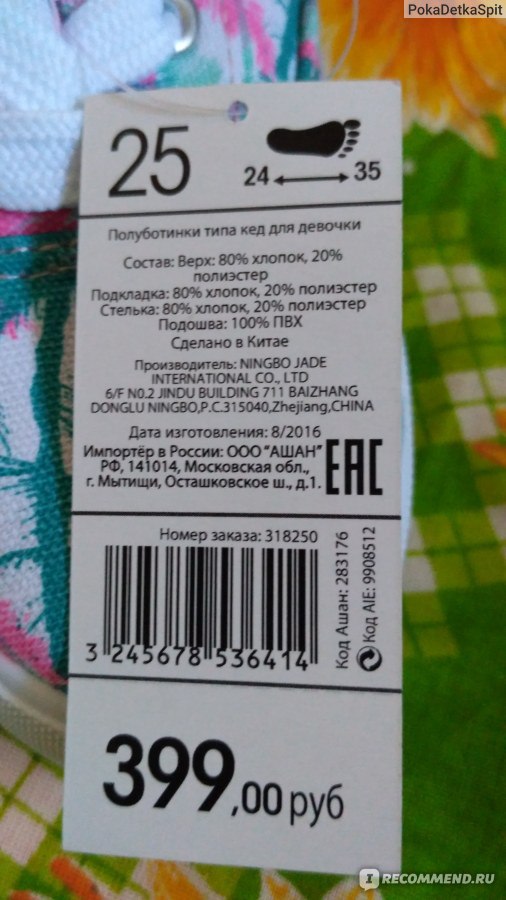 PokaDetkaSpit
25
24 35
Полуботинки типа кед для девочки
Состав: Верх: 80% хлопок, 20%
полиэстер
Подкладка: 80% хлопок, 20% полиэстер
Стелька: 80% хлопок, 20% полиэстер
Подошва: 100% ПВХ
Сделано в Китае
Производитель: NINGBO JADE
INTERNATIONAL CO., LTD
6/F N0.2 JINDU BUILDING 711 BAIZHANG
DONGLU NINGBO,P.C.315040,Zhejiang,CHINA
Дата изготовления: 8/2016
Импортёр в России: ООО "АШАН"
РФ, 141014, Московская обл.,
г. Мытищи, Осташковское ш., д.1.
EAC
Номер заказа: 318250
3 245678 536414
Код Ашан: 283176
Код AIE: 9908512
399,00 руб
IRECOMMEND.RU